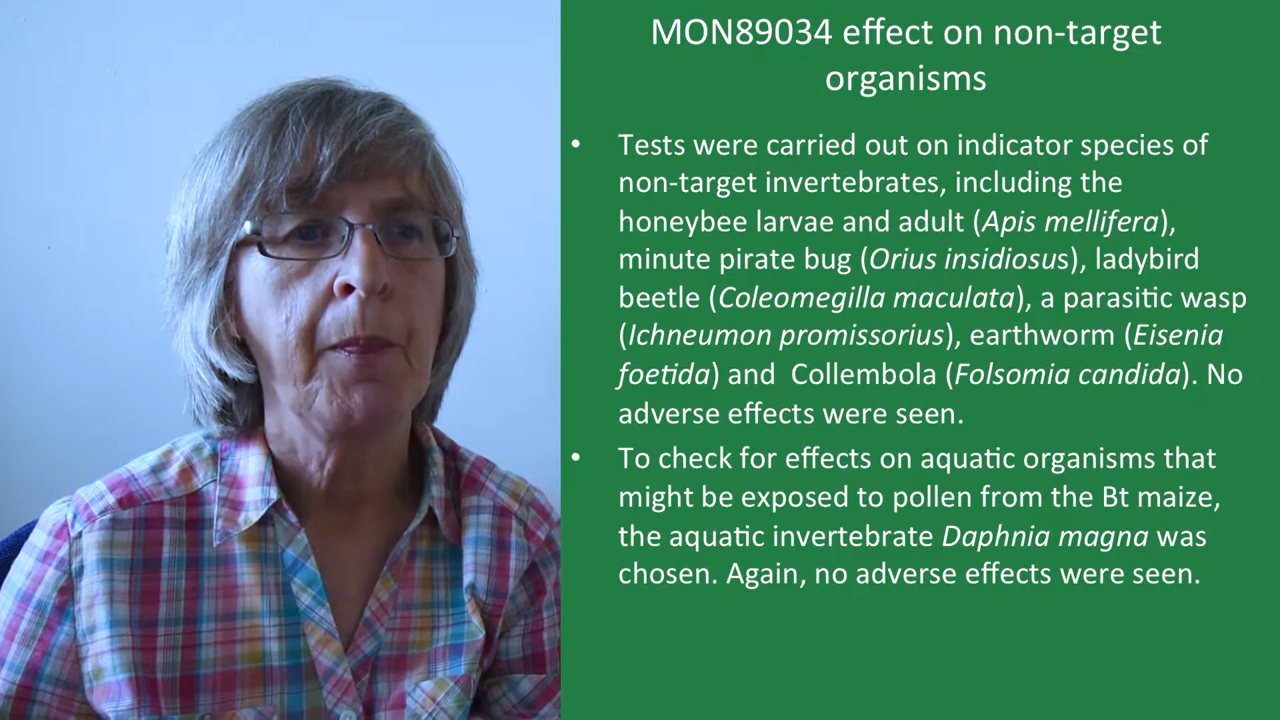 MON89034 effect on non-target
organisms
• Tests were carried out on indicator species of
non-target invertebrates, including the
honeybee larvae and adult (Apis mellifera),
minute pirate bug (Orius insidiosus), ladybird
beetle (Coleomegilla maculata), a parasitic wasp
(Ichneumon promissorius), earthworm (Eisenia
foetida) and  Collembola (Folsomia candida). No
adverse effects were seen.
• To check for effects on aquatic organisms that
might be exposed to pollen from the Bt maize,
the aquatic invertebrate Daphnia magna was
chosen. Again, no adverse effects were seen.